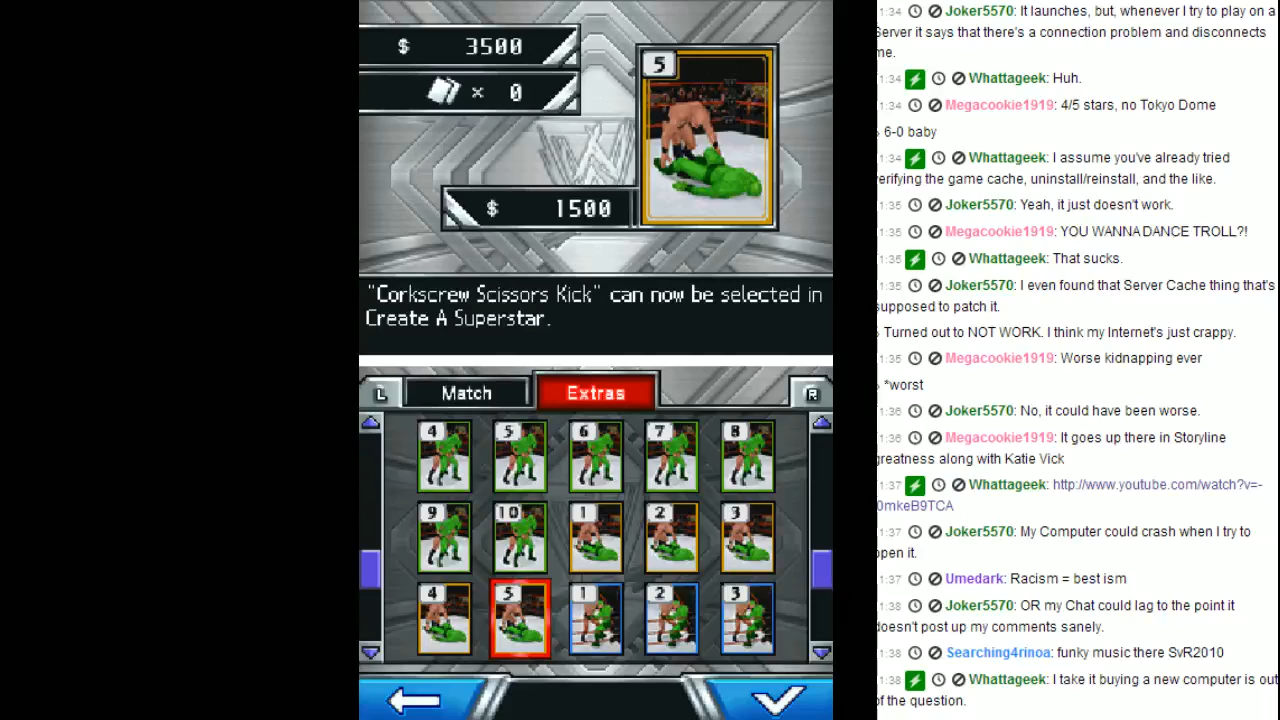 $ 3500
× 0
5
$ 1500
"Corkscrew Scissors Kick" can now be selected in
Create A Superstar.
L Match Extras R
4 5 6 7 8
9 10 1 2 3
4 5 1 2 3
1:34 Joker5570: It launches, but, whenever I try to play on a
Server it says that there's a connection problem and disconnects
me.
1:34 Whattageek: Huh.
1:34 Megacookie1919: 4/5 stars, no Tokyo Dome
6-0 baby
1:34 Whattageek: I assume you've already tried
verifying the game cache, uninstall/reinstall, and the like.
1:35 Joker5570: Yeah, it just doesn't work.
1:35 Megacookie1919: YOU WANNA DANCE TROLL?!
1:35 Whattageek: That sucks.
1:35 Joker5570: I even found that Server Cache thing that's
supposed to patch it.
Turned out to NOT WORK. I think my Internet's just crappy.
1:35 Megacookie1919: Worse kidnapping ever
*worst
1:36 Joker5570: No, it could have been worse.
1:36 Megacookie1919: It goes up there in Storyline
greatness along with Katie Vick
1:37 Whattageek: http://www.youtube.com/watch?v=-
0mkeB9TCA
1:37 Joker5570: My Computer could crash when I try to
open it.
1:37 Umedark: Racism = best ism
1:38 Joker5570: OR my Chat could lag to the point it
doesn't post up my comments sanely.
1:38 Searching4rinoa: funky music there SvR2010
1:38 Whattageek: I take it buying a new computer is out
of the question.